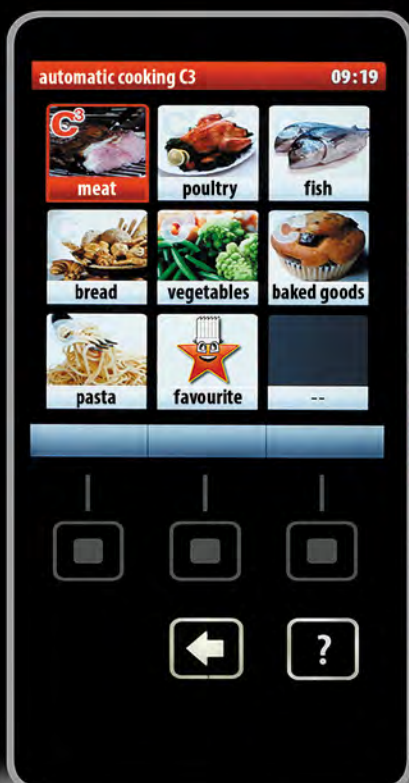 automatic cooking C3 09:19
C³
meat poultry fish
bread vegetables baked goods
pasta favourite --
?